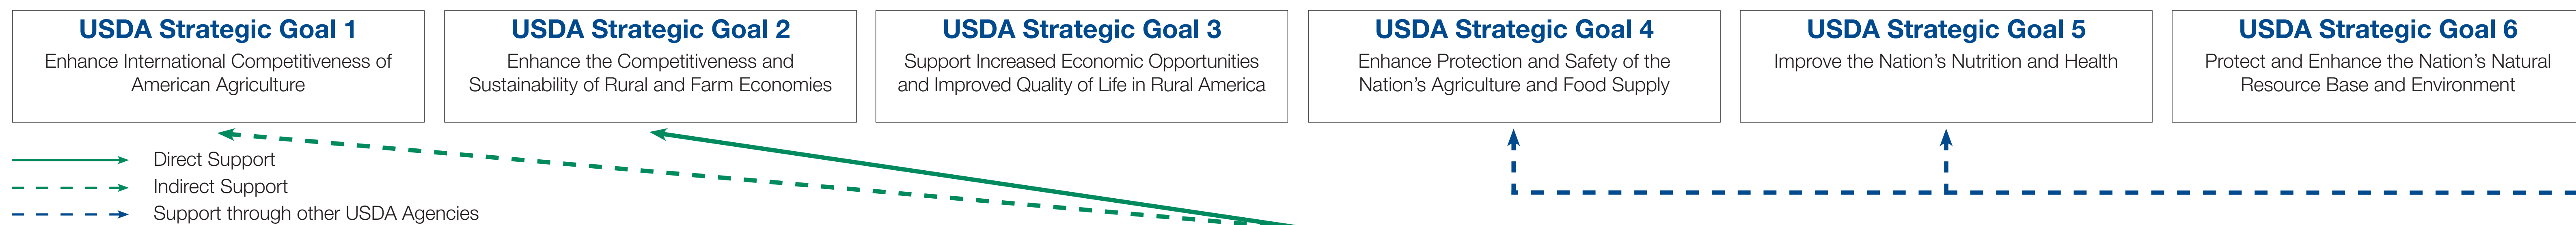 USDA Strategic Goal 1
Enhance International Competitiveness of
American Agriculture
USDA Strategic Goal 2
Enhance the Competitiveness and
Sustainability of Rural and Farm Economies
USDA Strategic Goal 3
Support Increased Economic Opportunities
and Improved Quality of Life in Rural America
USDA Strategic Goal 4
Enhance Protection and Safety of the
Nation’s Agriculture and Food Supply
USDA Strategic Goal 5
Improve the Nation’s Nutrition and Health
USDA Strategic Goal 6
Protect and Enhance the Nation’s Natural
Resource Base and Environment
Direct Support
Indirect Support
Support through other USDA Agencies